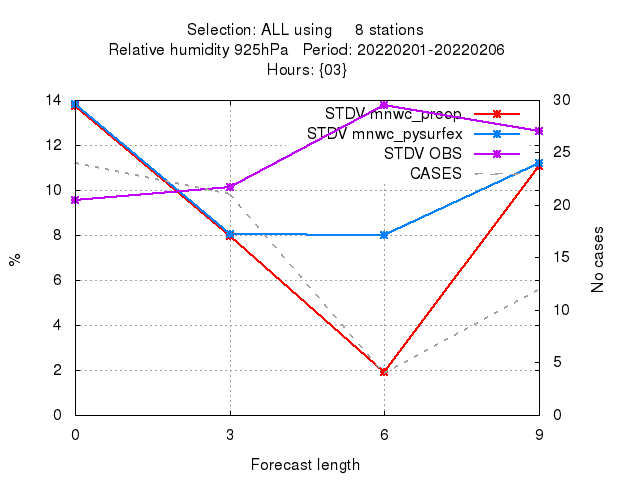 Selection: ALL using 8 stations
Relative humidity 925hPa Period: 20220201-20220206
Hours: {03}
STDV mnwc_preop
STDV mnwc_pysurfex
STDV OBS
CASES
14
12
10
8
6
4
2
0
%
30
25
20
15
10
5
0
No cases
0 3 6 9
Forecast length